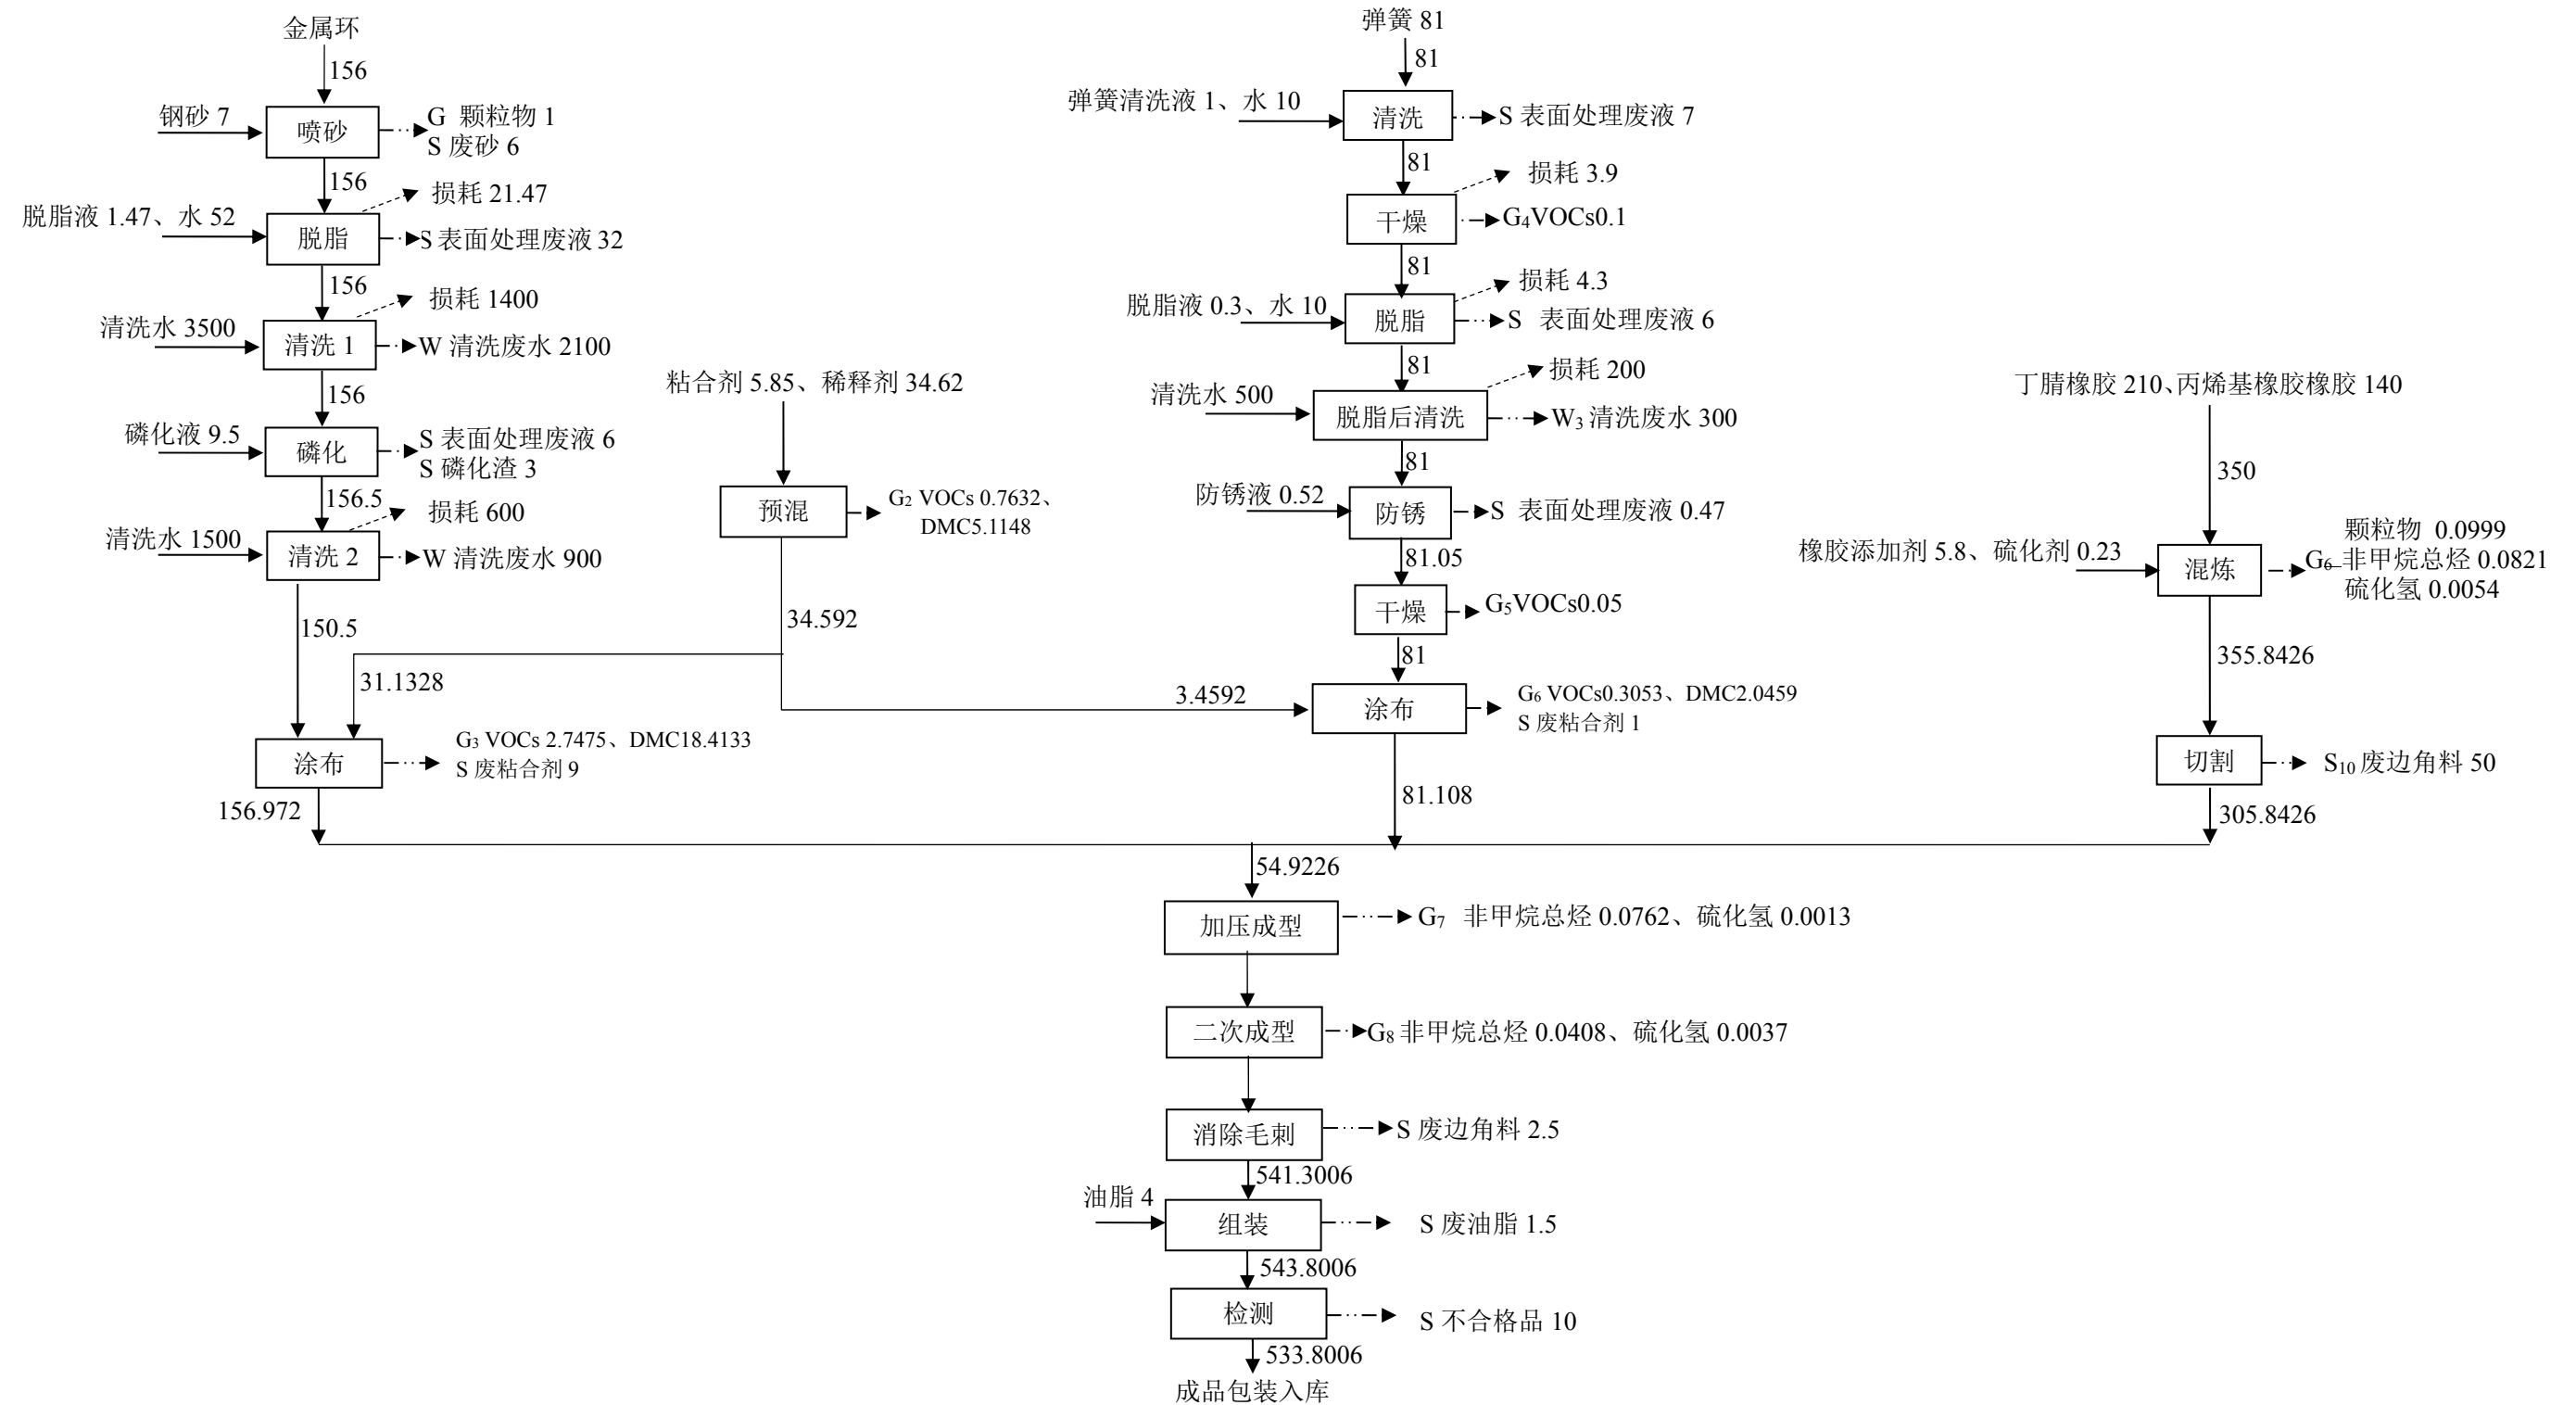 金属环
156
钢砂 7
喷砂
G 颗粒物 1
S 废砂 6
156
损耗 21.47
脱脂液 1.47、水 52
脱脂
S 表面处理废液 32
156
损耗 1400
清洗水 3500
清洗 1
W 清洗废水 2100
156
磷化液 9.5
磷化
S 表面处理废液 6
S 磷化渣 3
156.5
损耗 600
清洗水 1500
清洗 2
W 清洗废水 900
150.5
粘合剂 5.85、稀释剂 34.62
预混
G₂ VOCs 0.7632、
DMC5.1148
34.592
31.1328
3.4592
涂布
G₃ VOCs 2.7475、DMC18.4133
S 废粘合剂 9
156.972
弹簧 81
81
弹簧清洗液 1、水 10
清洗
S 表面处理废液 7
81
损耗 3.9
干燥
G₄VOCs0.1
81
损耗 4.3
脱脂液 0.3、水 10
脱脂
S 表面处理废液 6
81
损耗 200
清洗水 500
脱脂后清洗
W₃ 清洗废水 300
81
防锈液 0.52
防锈
S 表面处理废液 0.47
81.05
干燥
G₅VOCs0.05
81
涂布
G₆ VOCs0.3053、DMC2.0459
S 废粘合剂 1
81.108
丁腈橡胶 210、丙烯基橡胶橡胶 140
350
橡胶添加剂 5.8、硫化剂 0.23
混炼
颗粒物 0.0999
G₆ 非甲烷总烃 0.0821
硫化氢 0.0054
355.8426
切割
S₁₀ 废边角料 50
305.8426
54.9226
加压成型
G₇ 非甲烷总烃 0.0762、硫化氢 0.0013
二次成型
G₈ 非甲烷总烃 0.0408、硫化氢 0.0037
消除毛刺
S 废边角料 2.5
541.3006
油脂 4
组装
S 废油脂 1.5
543.8006
检测
S 不合格品 10
533.8006
成品包装入库